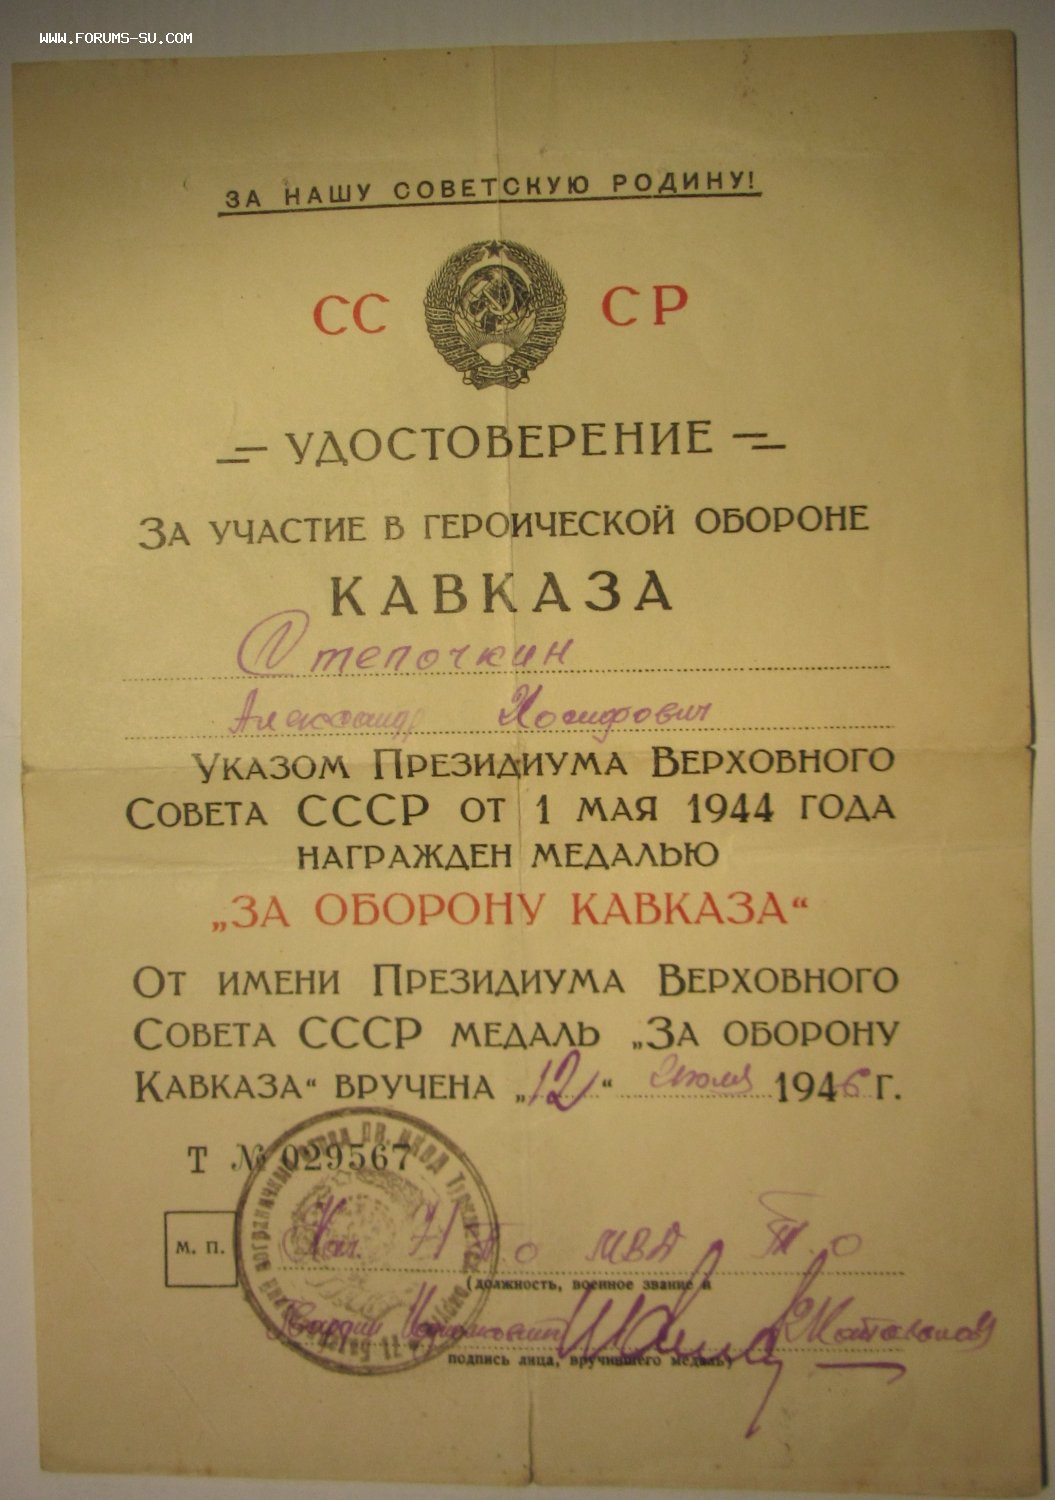 WWW.FORUMS-SU.COM
ЗА НАШУ СОВЕТСКУЮ РОДИНУ!
СС СР
УДОСТОВЕРЕНИЕ
ЗА УЧАСТИЕ В ГЕРОИЧЕСКОЙ ОБОРОНЕ
КАВКАЗА
Степочкин
Александр Иосифович
УКАЗОМ ПРЕЗИДИУМА ВЕРХОВНОГО
СОВЕТА СССР ОТ 1 МАЯ 1944 ГОДА
НАГРАЖДЕН МЕДАЛЬЮ
„ЗА ОБОРОНУ КАВКАЗА“
ОТ ИМЕНИ ПРЕЗИДИУМА ВЕРХОВНОГО
СОВЕТА СССР МЕДАЛЬ „ЗА ОБОРОНУ
КАВКАЗА“ ВРУЧЕНА „12“ июля 1946 Г.
Т № 029567
М. П.
Нач. МВД
(должность, военное звание и
подпись лица, вручившего медаль)